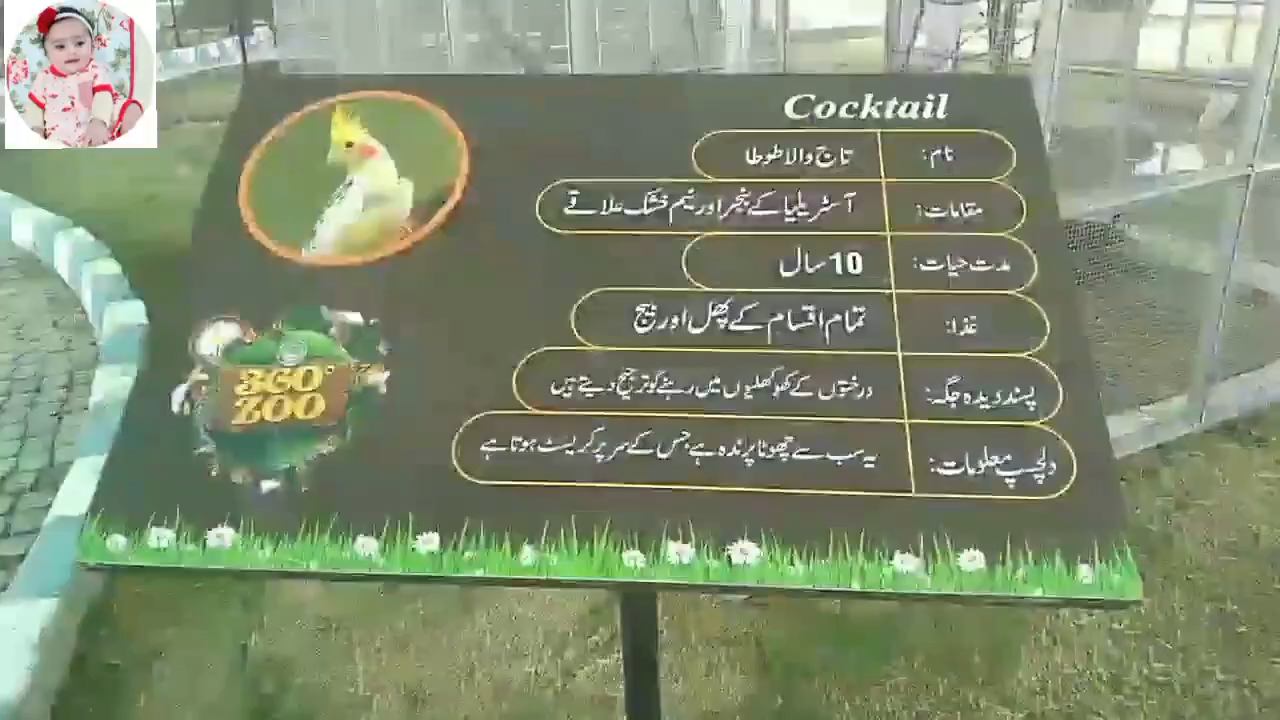 Cocktail
نام: تاج والا طوطا
مقامات: آسٹریلیا کے بنجر اور نیم خشک علاقے
مدت حیات: 10 سال
غذا: تمام اقسام کے پھل اور بیج
پسندیدہ جگہ: درختوں کے کھوکھلیوں میں رہنے کو ترجیح دیتے ہیں
دلچسپ معلومات: یہ سب سے چھوٹا پرندہ ہے جس کے سر پر کریسٹ ہوتا ہے
360°
ZOO